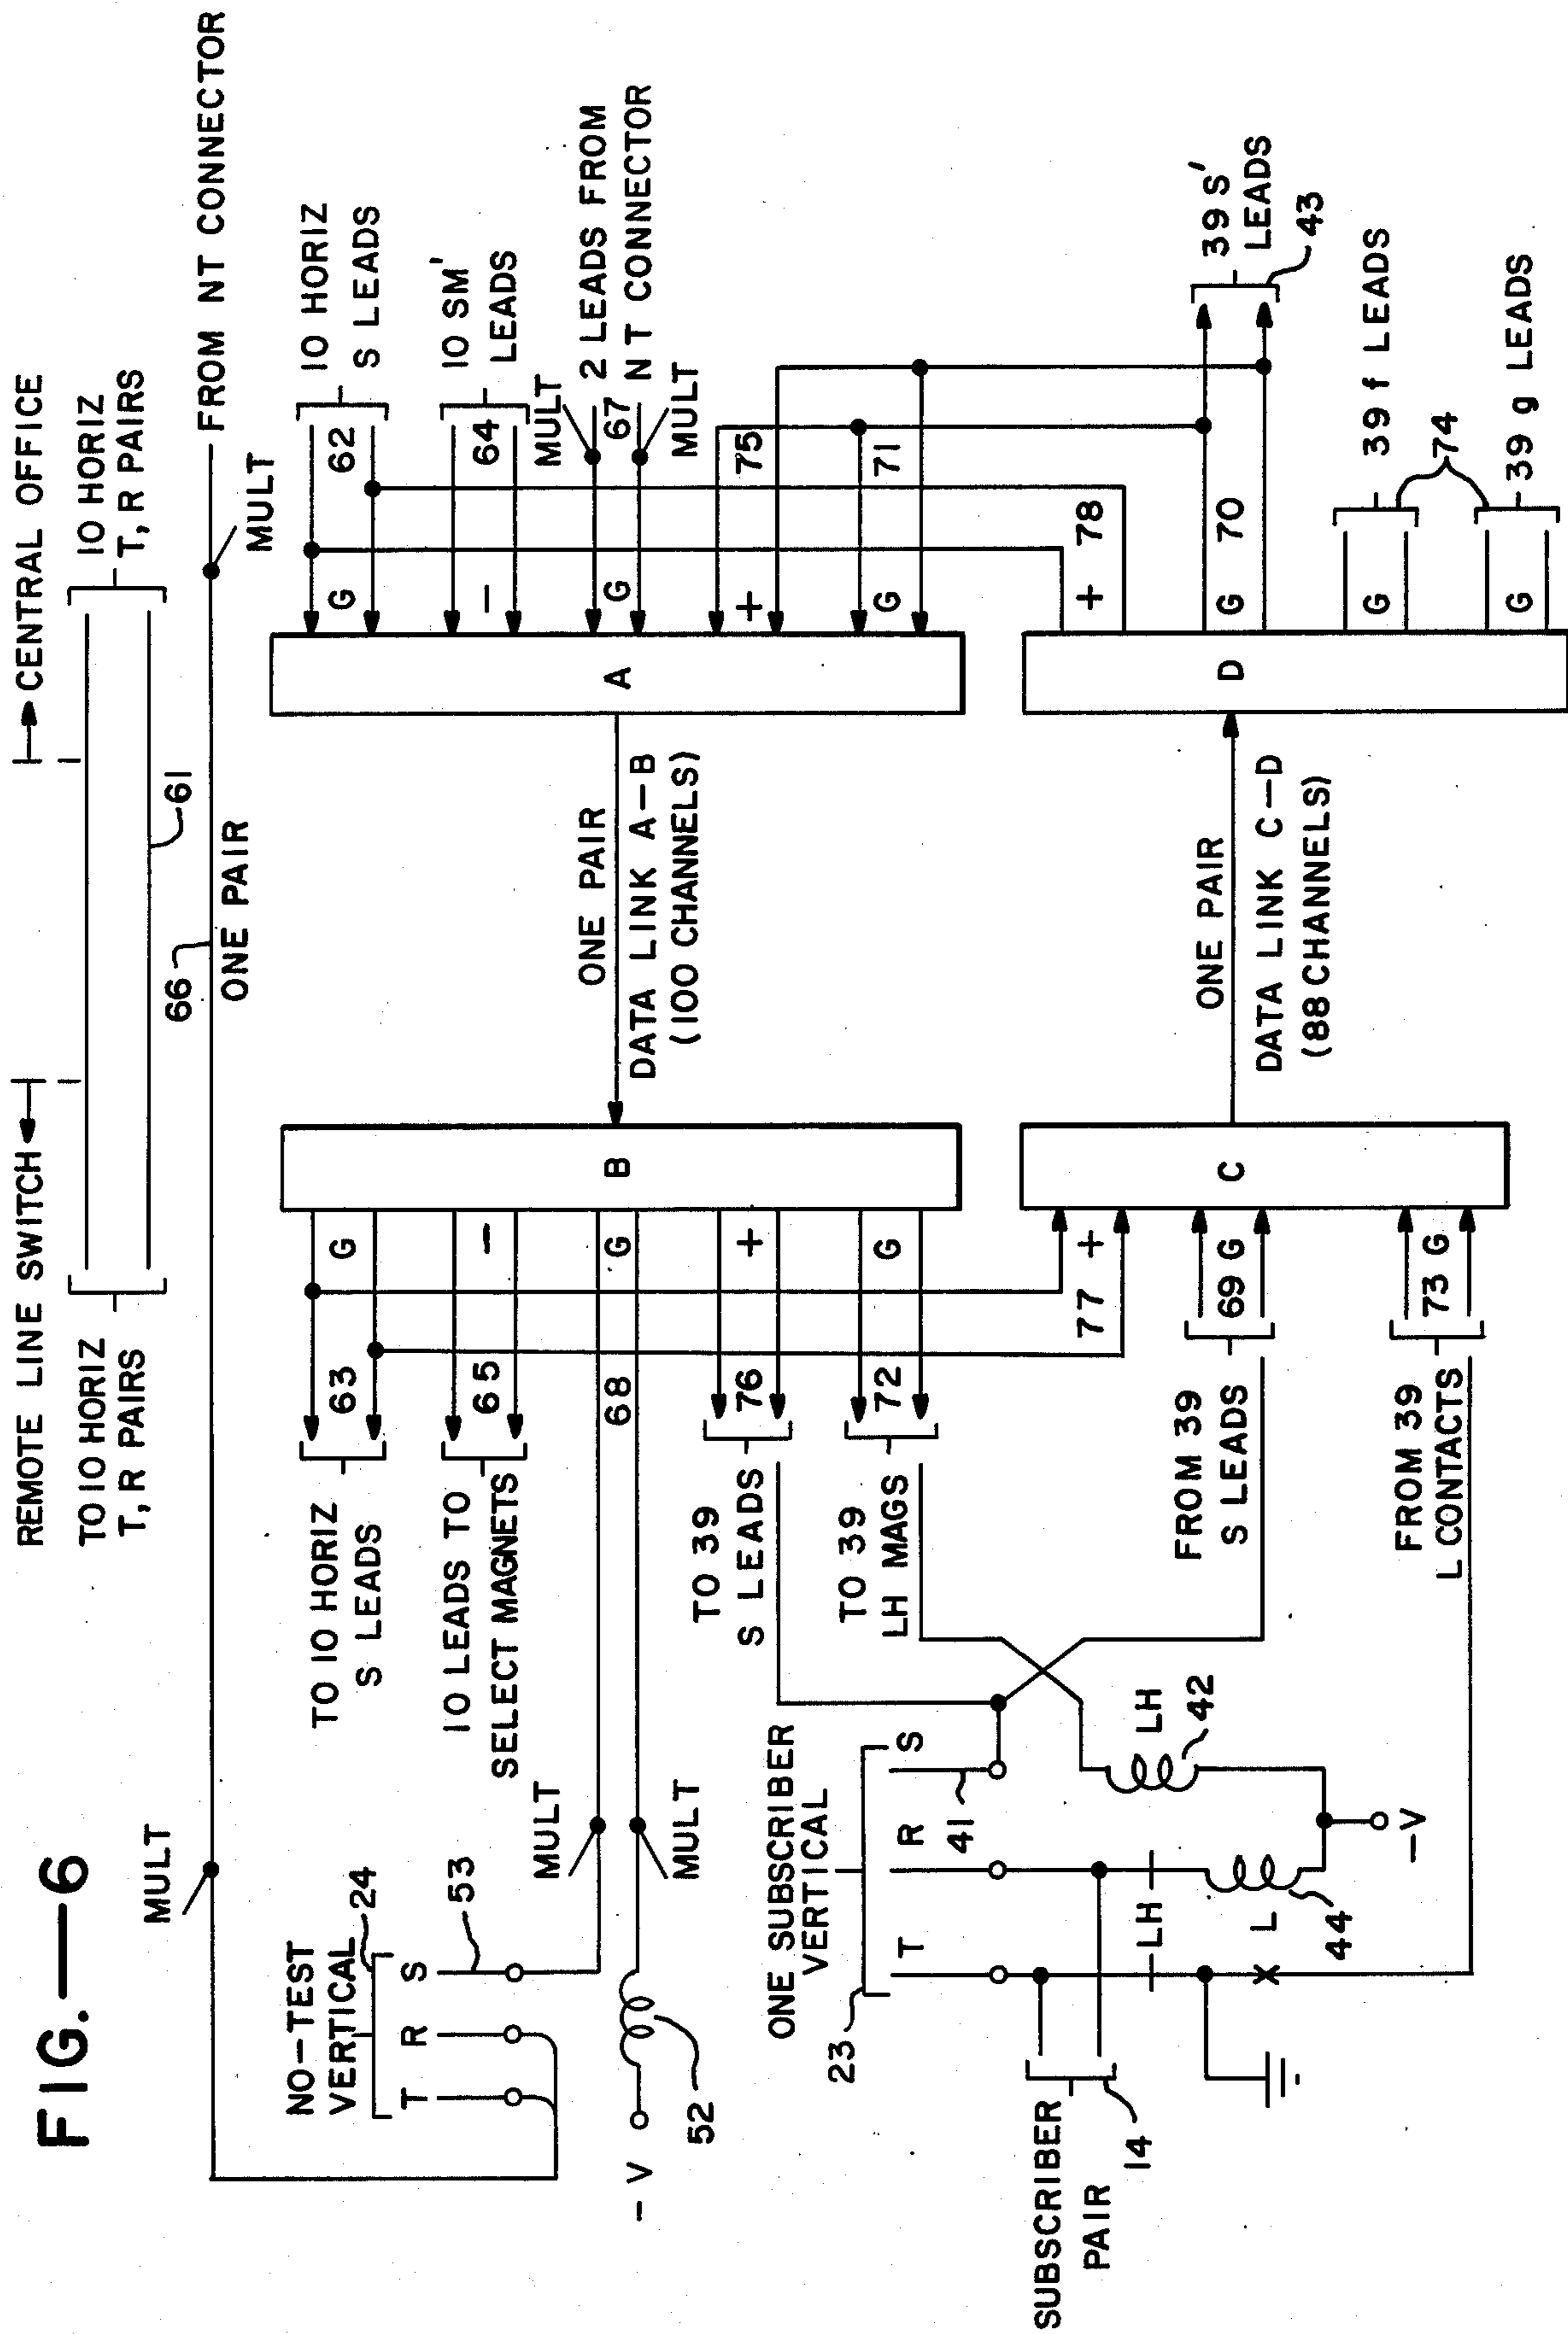 FIG.—6
REMOTE LINE SWITCH
CENTRAL OFFICE
TO 10 HORIZ
T, R PAIRS
10 HORIZ
T, R PAIRS
61
MULT
66
ONE PAIR
MULT
FROM NT CONNECTOR
NO-TEST
VERTICAL
24
T
R
S
53
- V
52
MULT
MULT
TO 10 HORIZ
S LEADS
63
G
10 LEADS TO
SELECT MAGNETS
65
−
68
G
TO 39
S LEADS
76
+
TO 39
LH MAGS
72
G
B
ONE PAIR
DATA LINK A—B
(100 CHANNELS)
A
G
62
10 HORIZ
S LEADS
−
64
10 SM'
LEADS
MULT
G
67
2 LEADS FROM
NT CONNECTOR
MULT
+
75
G
71
ONE SUBSCRIBER
VERTICAL
23
T
R
S
41
LH
42
LH
L
44
-V
SUBSCRIBER
PAIR
14
77
+
FROM 39
S LEADS
69
G
FROM 39
L CONTACTS
73
G
C
ONE PAIR
DATA LINK C—D
(88 CHANNELS)
D
+
78
G
70
39 S'
LEADS
43
G
39 f LEADS
74
G
39 g LEADS